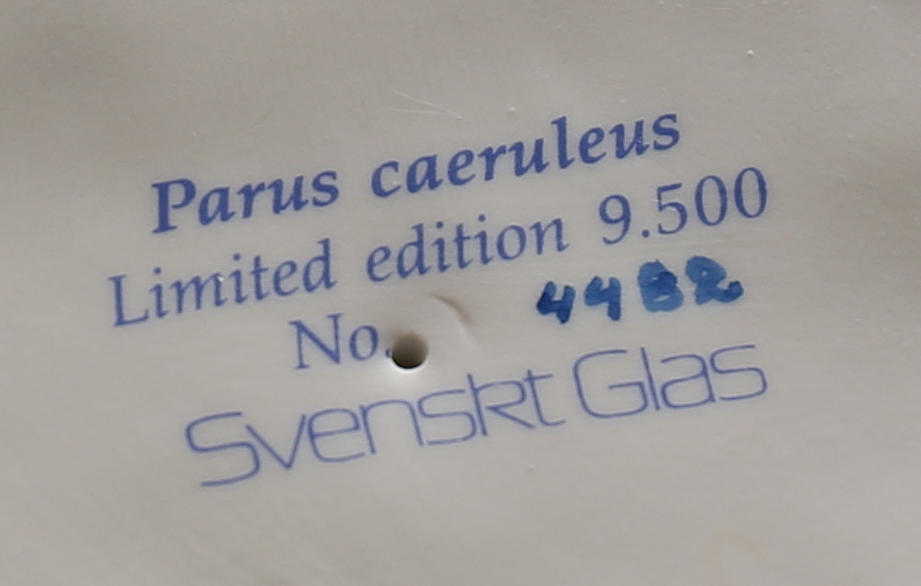 Parus caeruleus
Limited edition 9.500
No. 4482
Svenskt Glas